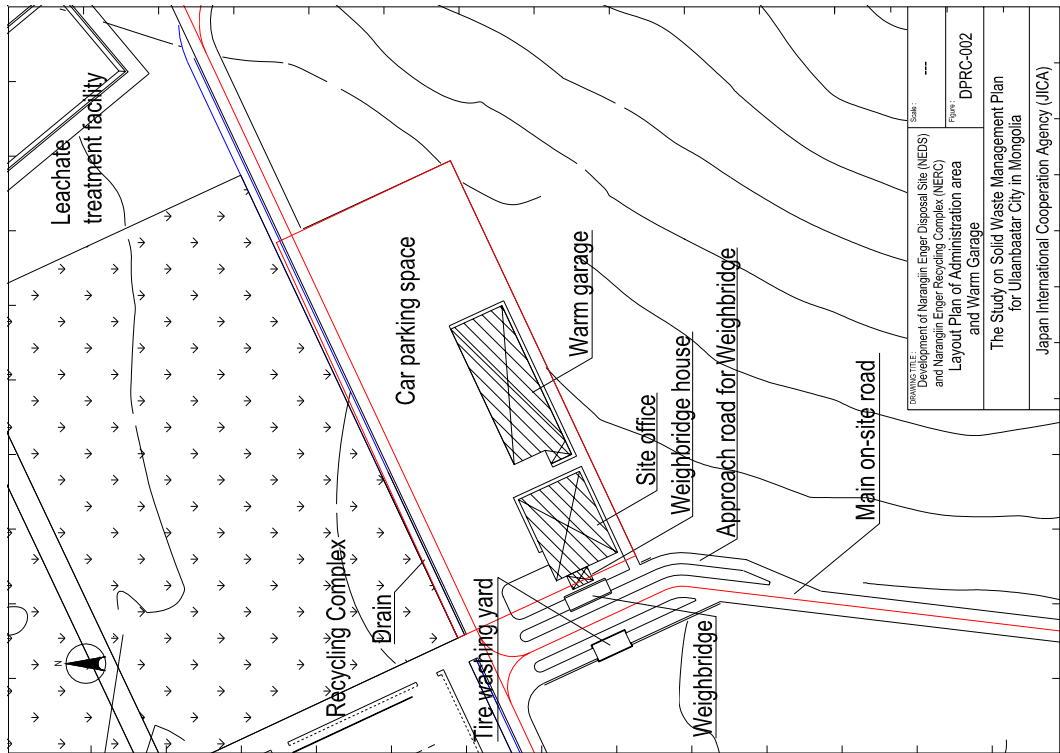 Leachate
treatment facility
Car parking space
Warm garage
Site office
Weighbridge house
Approach road for Weighbridge
Main on-site road
Recycling Complex
Drain
Tire washing yard
Weighbridge
N
DRAWING TITLE :
Development of Narangiin Enger Disposal Site (NEDS)
and Narangiin Enger Recycling Complex (NERC)
Layout Plan of Administration area
and Warm Garage
Scale :
---
Figure :
DPRC-002
The Study on Solid Waste Management Plan
for Ulaanbaatar City in Mongolia
Japan International Cooperation Agency (JICA)